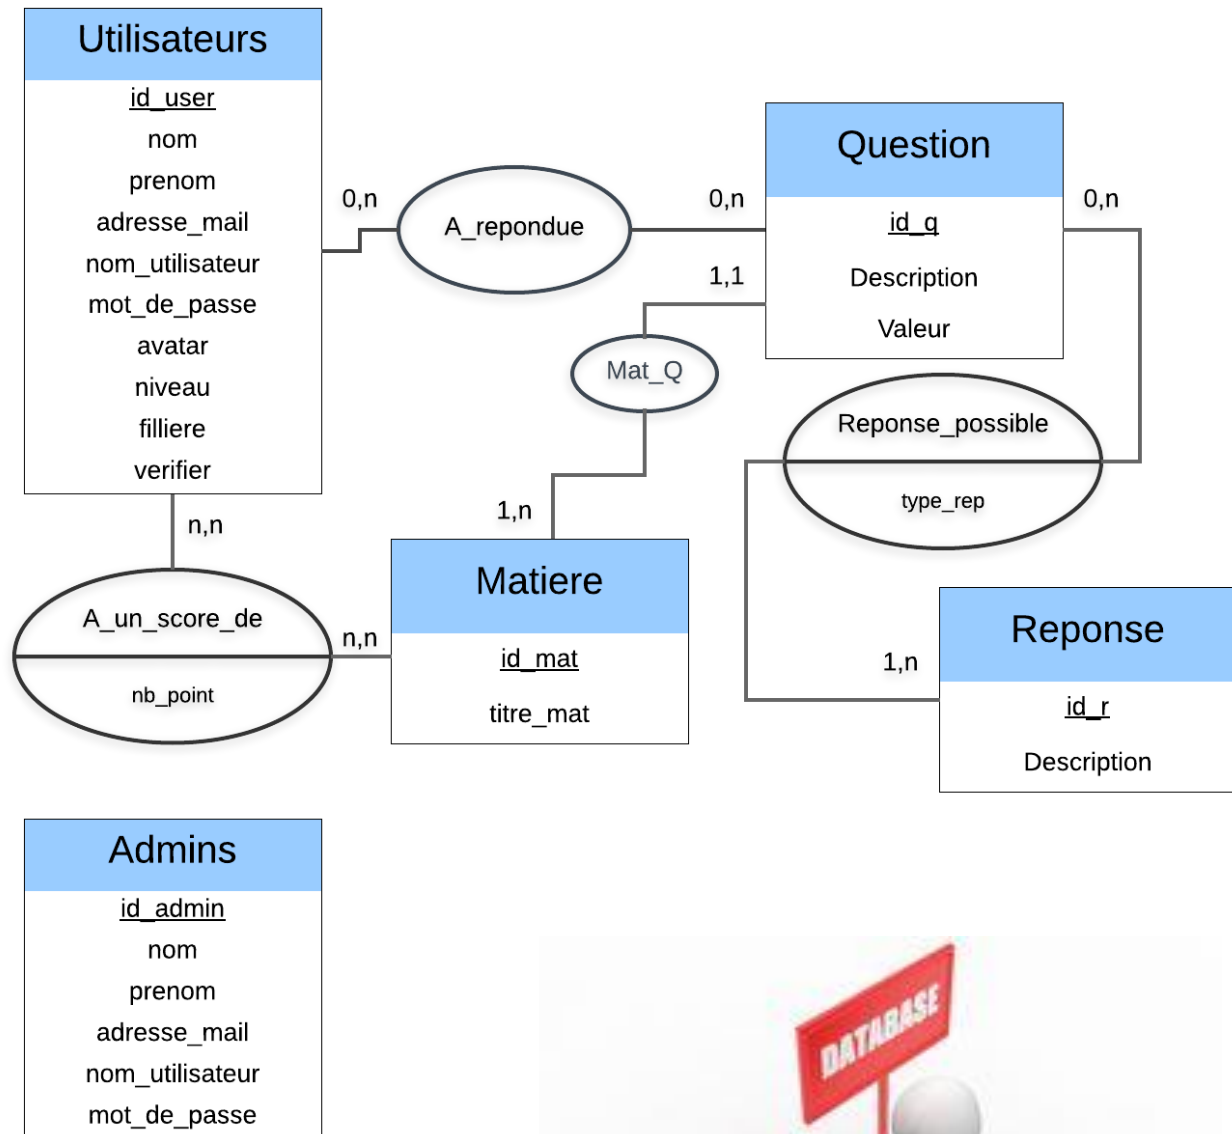 Utilisateurs
id_user
nom
prenom
adresse_mail
nom_utilisateur
mot_de_passe
avatar
niveau
filliere
verifier
0,n
A_repondue
0,n
Question
id_q
Description
Valeur
0,n
1,1
Mat_Q
Reponse_possible
type_rep
n,n
1,n
A_un_score_de
nb_point
n,n
Matiere
id_mat
titre_mat
1,n
Reponse
id_r
Description
Admins
id_admin
nom
prenom
adresse_mail
nom_utilisateur
mot_de_passe
DATABASE